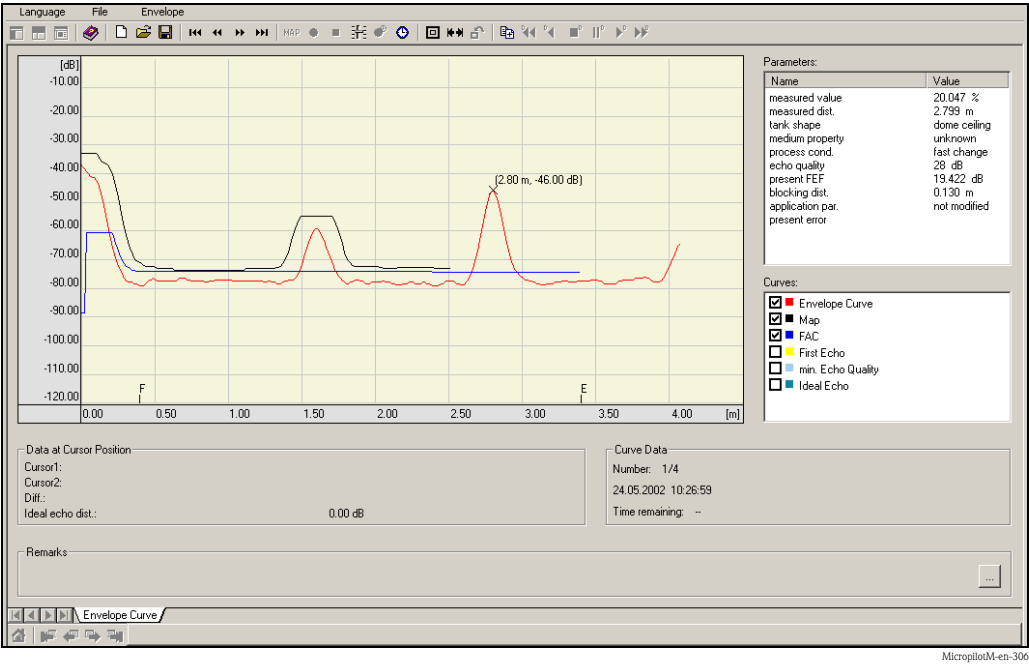 Language File Envelope
MAP
[dB]
-10.00
-20.00
-30.00
-40.00
-50.00
-60.00
-70.00
-80.00
-90.00
-100.00
-110.00
-120.00
(2.80 m, -46.00 dB)
F
E
0.00 0.50 1.00 1.50 2.00 2.50 3.00 3.50 4.00 [m]
Parameters:
Name Value
measured value 20.047 %
measured dist. 2.799 m
tank shape dome ceiling
medium property unknown
process cond. fast change
echo quality 28 dB
present FEF 19.422 dB
blocking dist. 0.130 m
application par. not modified
present error
Curves:
Envelope Curve
Map
FAC
First Echo
min. Echo Quality
Ideal Echo
Data at Cursor Position
Cursor1:
Cursor2:
Diff.:
Ideal echo dist.: 0.00 dB
Curve Data
Number: 1/4
24.05.2002 10:26:59
Time remaining: --
Remarks
...
Envelope Curve
MicropilotM-en-306